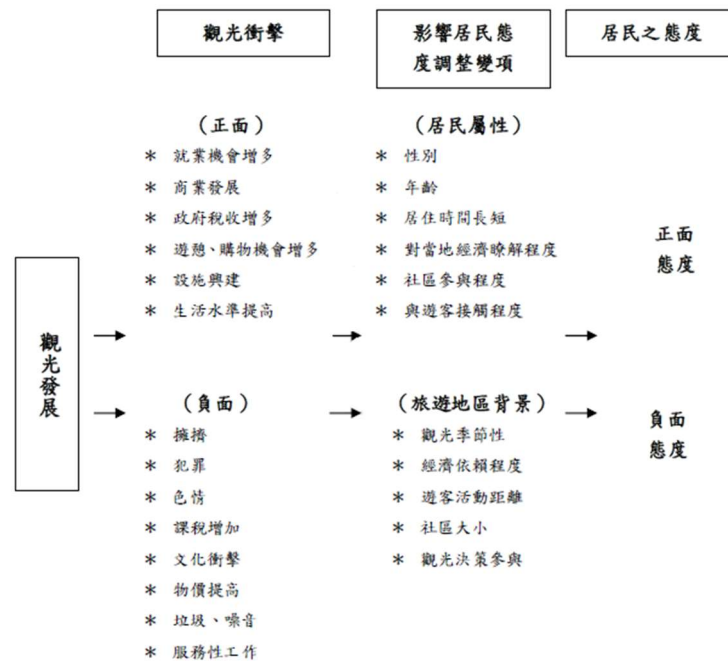 觀光衝擊
影響居民態
度調整變項
居民之態度
觀光發展
（正面）
＊ 就業機會增多
＊ 商業發展
＊ 政府稅收增多
＊ 遊憩、購物機會增多
＊ 設施興建
＊ 生活水準提高
（負面）
＊ 擁擠
＊ 犯罪
＊ 色情
＊ 課稅增加
＊ 文化衝擊
＊ 物價提高
＊ 垃圾、噪音
＊ 服務性工作
（居民屬性）
＊ 性別
＊ 年齡
＊ 居住時間長短
＊ 對當地經濟瞭解程度
＊ 社區參與程度
＊ 與遊客接觸程度
（旅遊地區背景）
＊ 觀光季節性
＊ 經濟依賴程度
＊ 遊客活動距離
＊ 社區大小
＊ 觀光決策參與
正面
態度
負面
態度